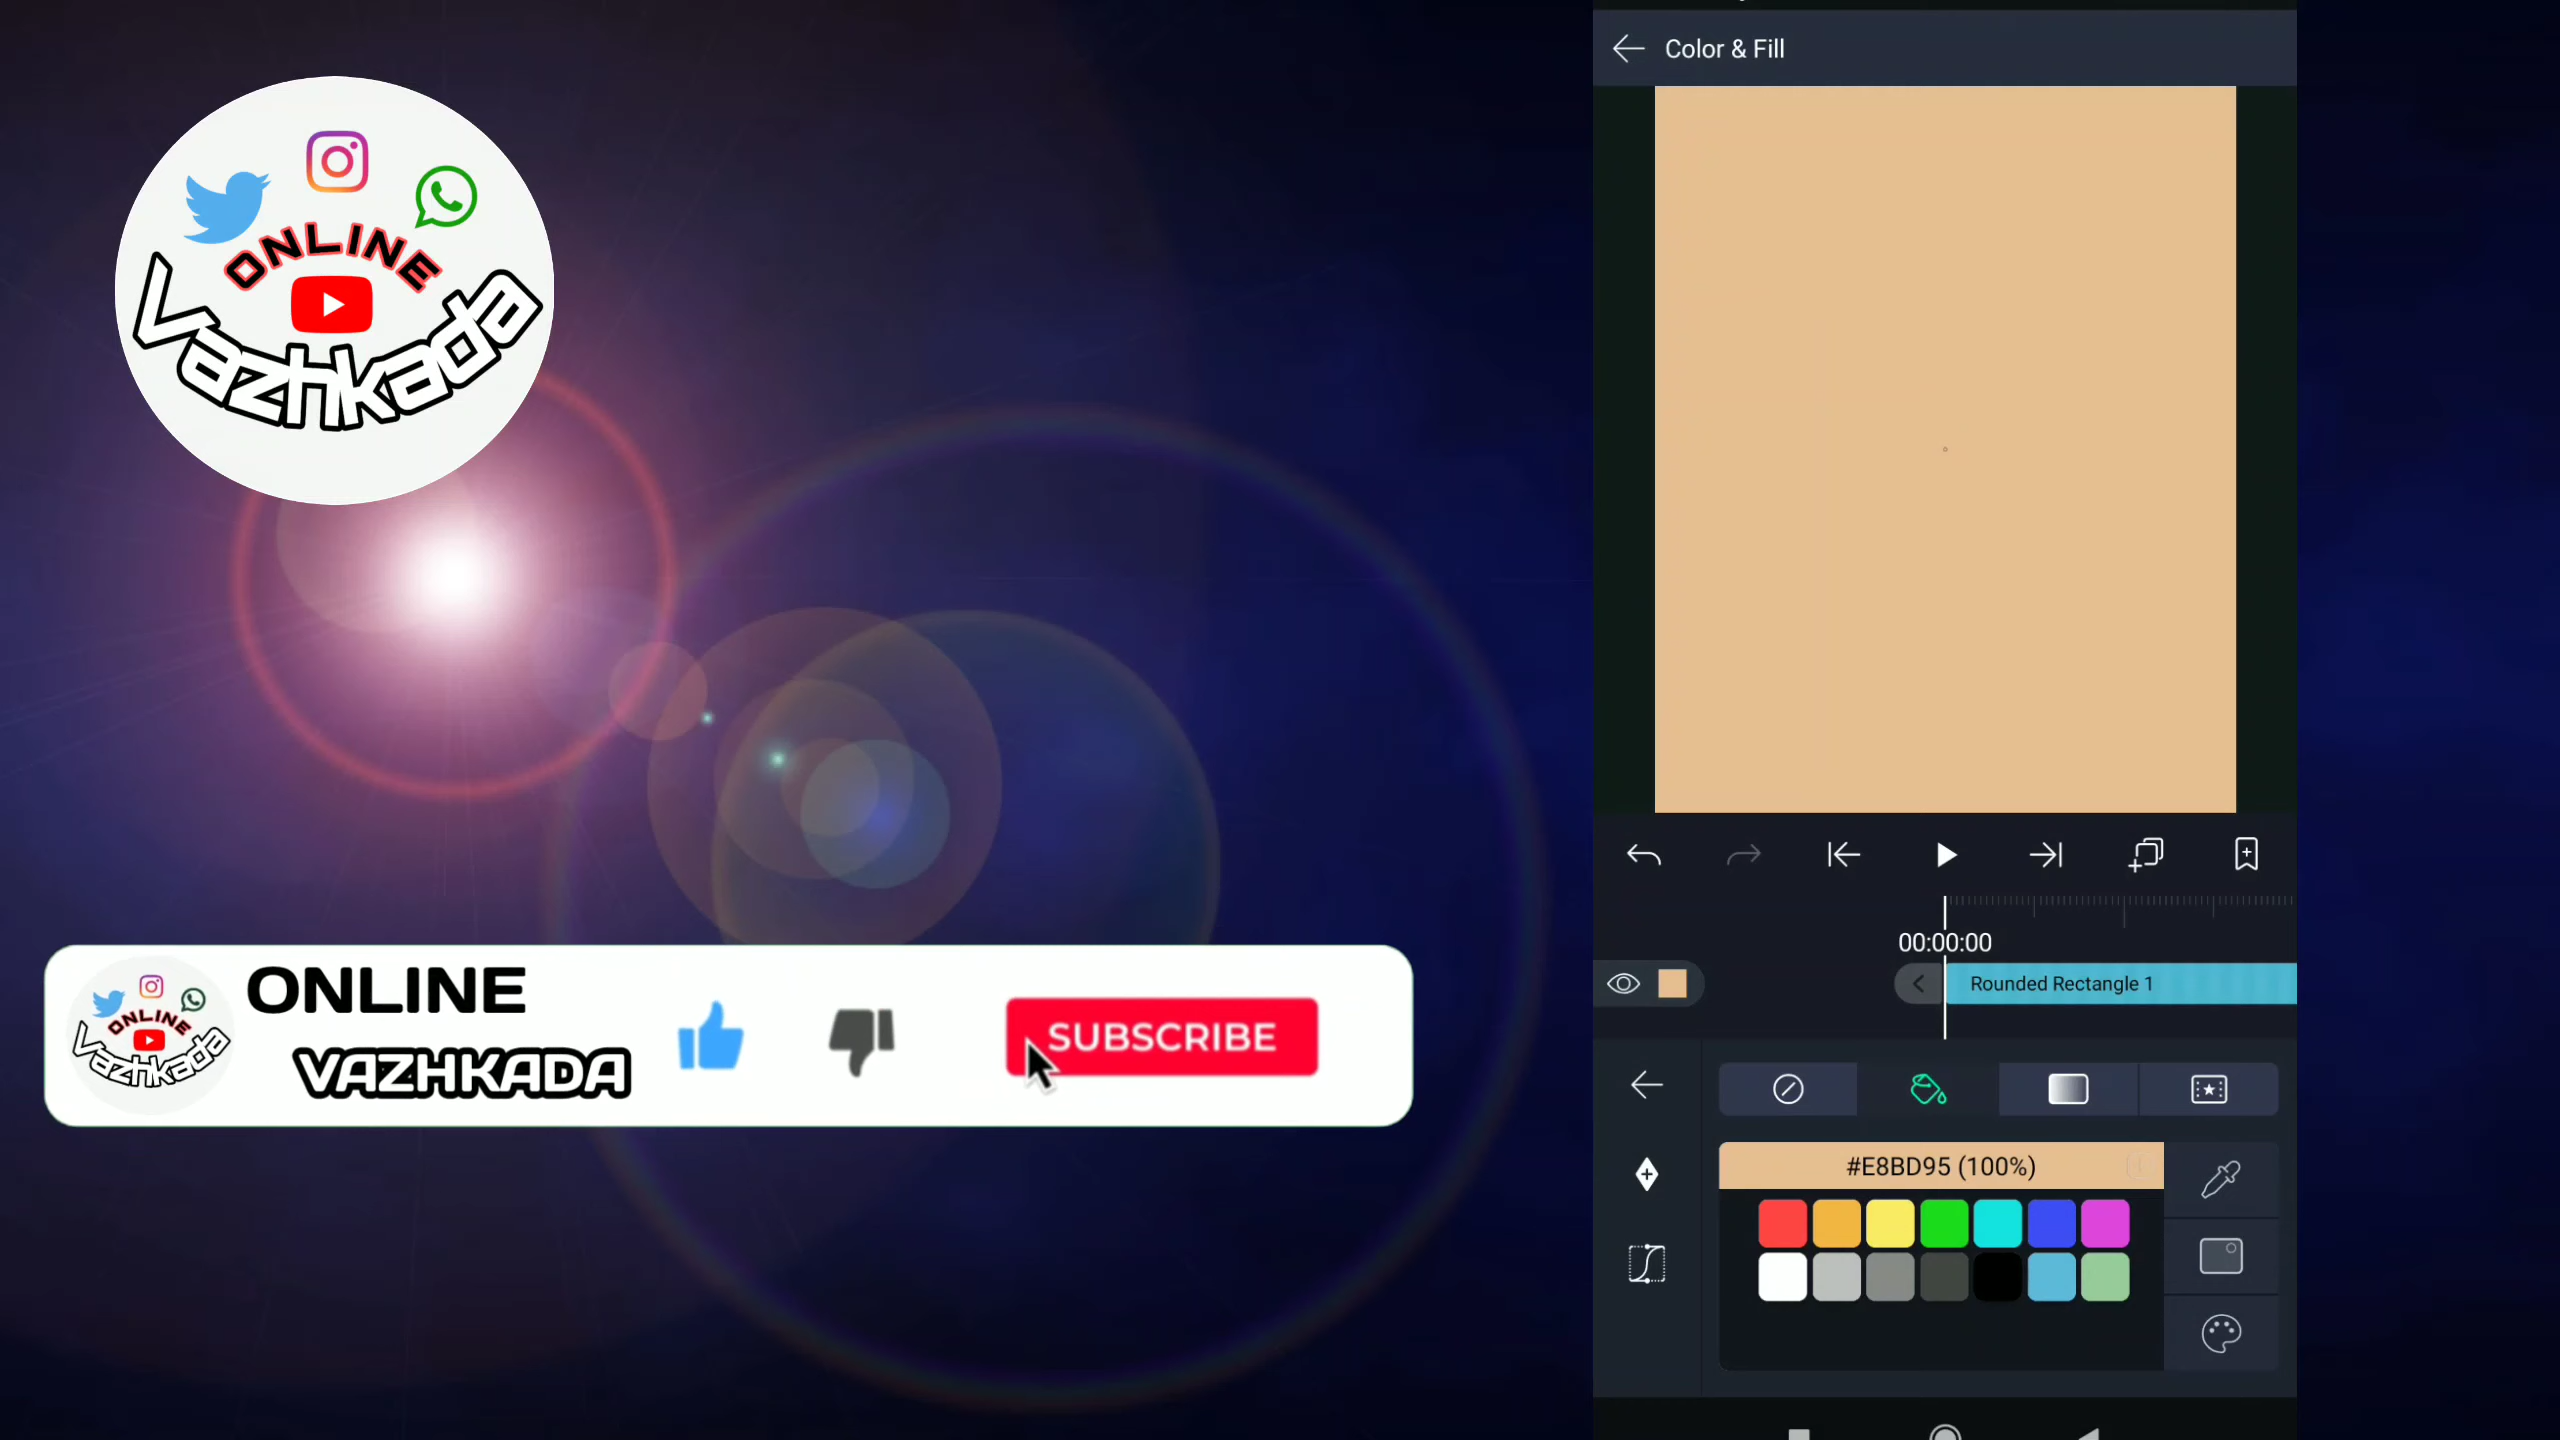 ONLINE
Vazhkada
ONLINE
VAZHKADA
ONLINE
Vazhkada
SUBSCRIBE
Color & Fill
00:00:00
Rounded Rectangle 1
#E8BD95 (100%)